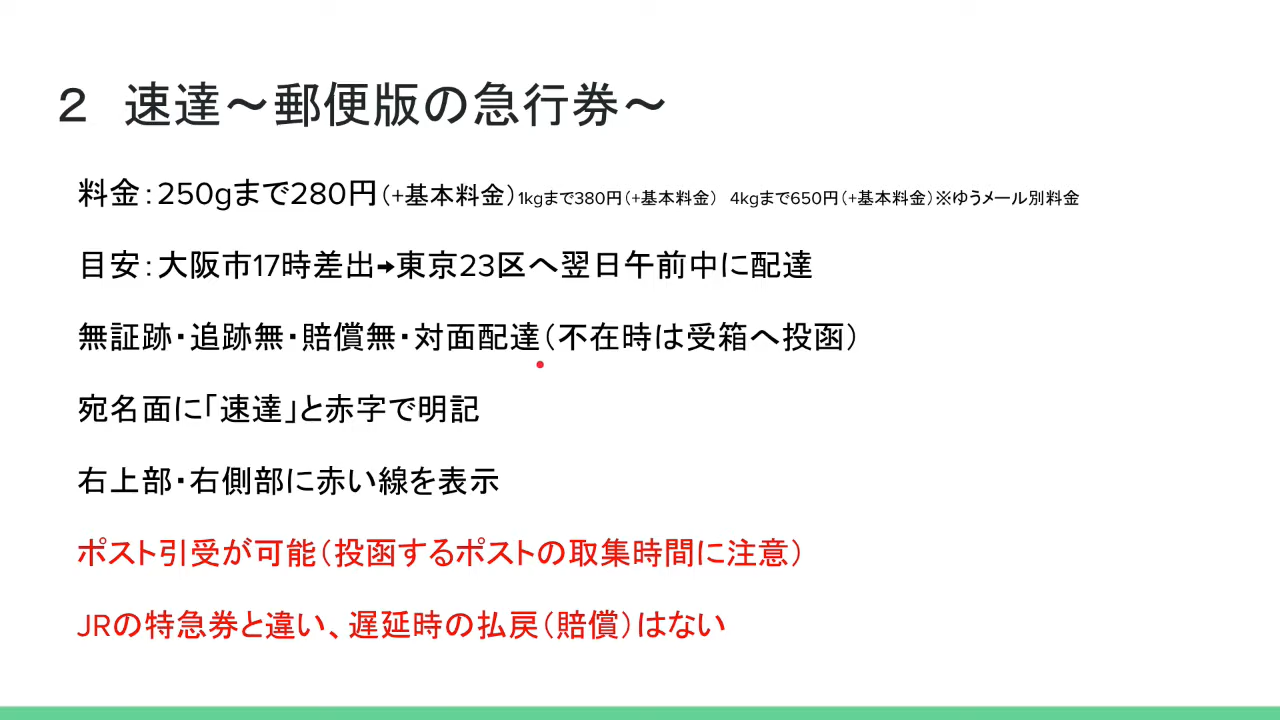 ２　速達～郵便版の急行券～
料金：250gまで280円（+基本料金）1kgまで380円（+基本料金）　4kgまで650円（+基本料金）※ゆうメール別料金
目安：大阪市17時差出➡東京23区へ翌日午前中に配達
無証跡・追跡無・賠償無・対面配達（不在時は受箱へ投函）
宛名面に「速達」と赤字で明記
右上部・右側部に赤い線を表示
ポスト引受が可能（投函するポストの取集時間に注意）
JRの特急券と違い、遅延時の払戻（賠償）はない